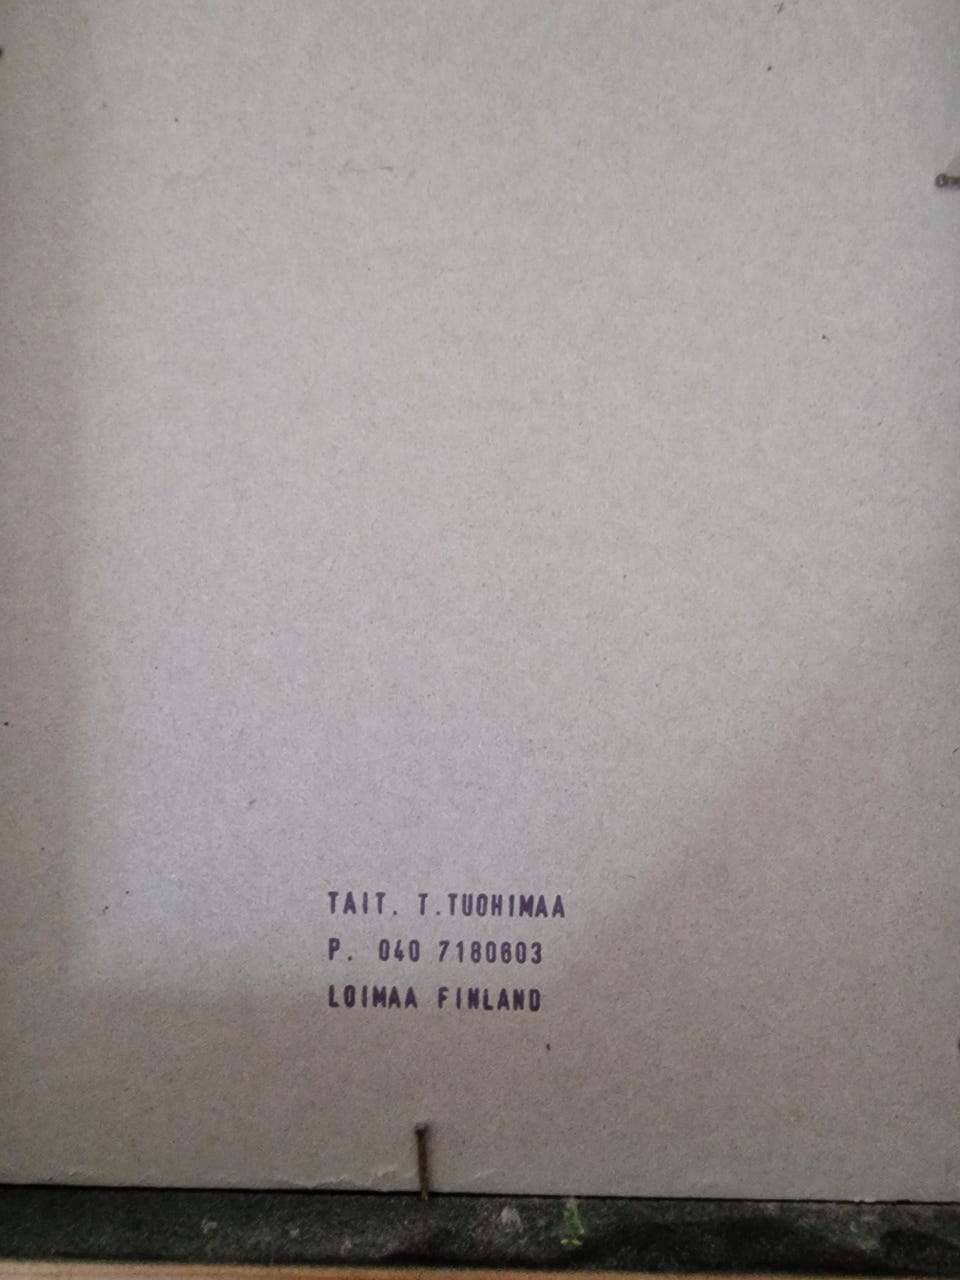 TAIT. T.TUOHIMAA
P. 040 7180603
LOIMAA FINLAND